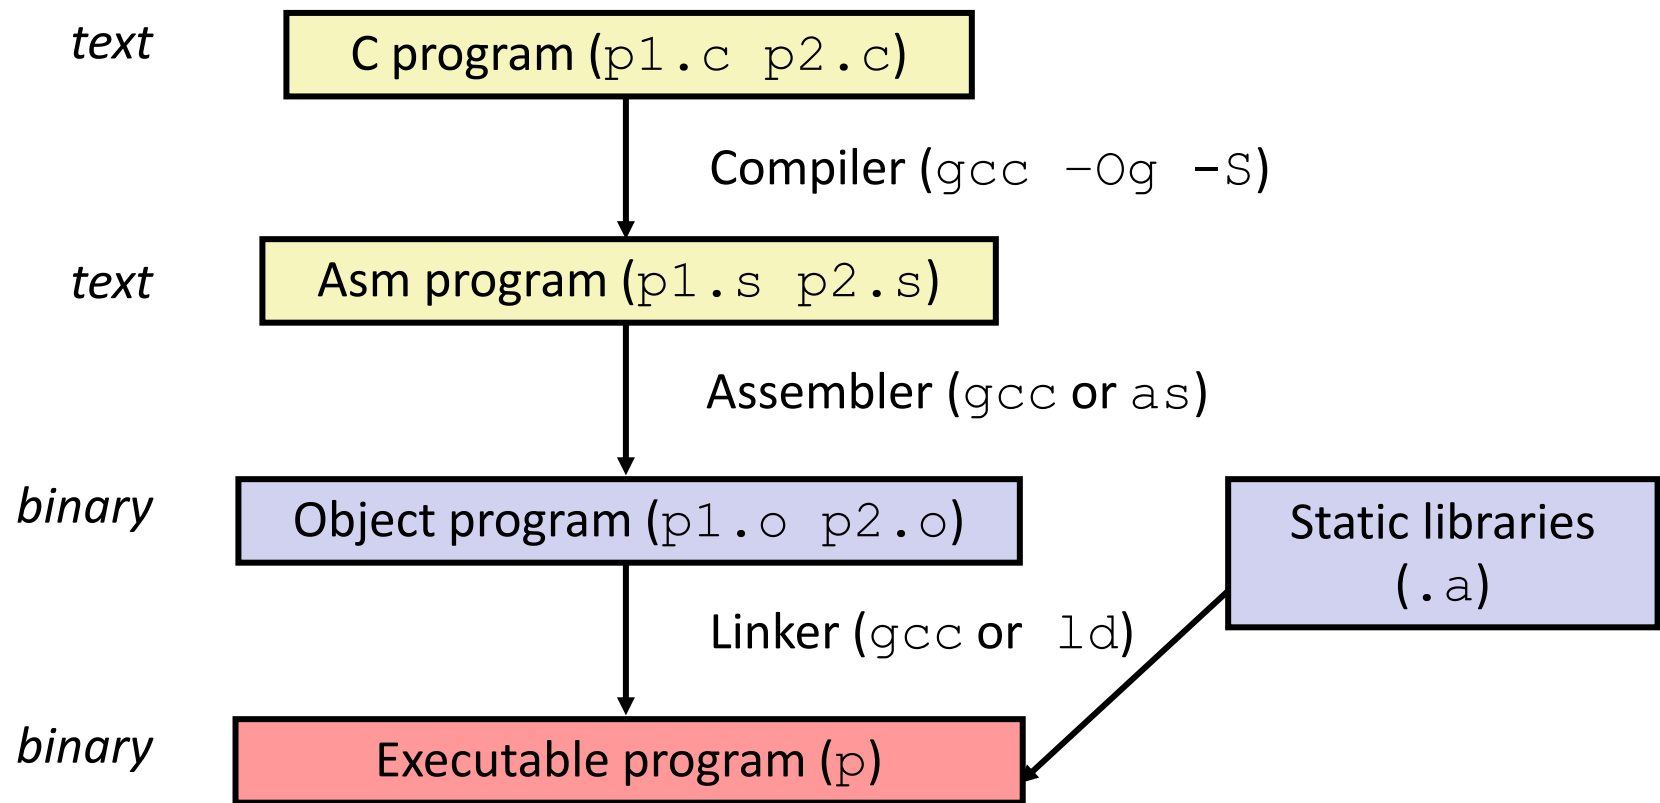 text
C program (p1.c p2.c)
Compiler (gcc –Og -S)
text
Asm program (p1.s p2.s)
Assembler (gcc or as)
binary
Object program (p1.o p2.o)
Static libraries
(.a)
Linker (gcc or ld)
binary
Executable program (p)